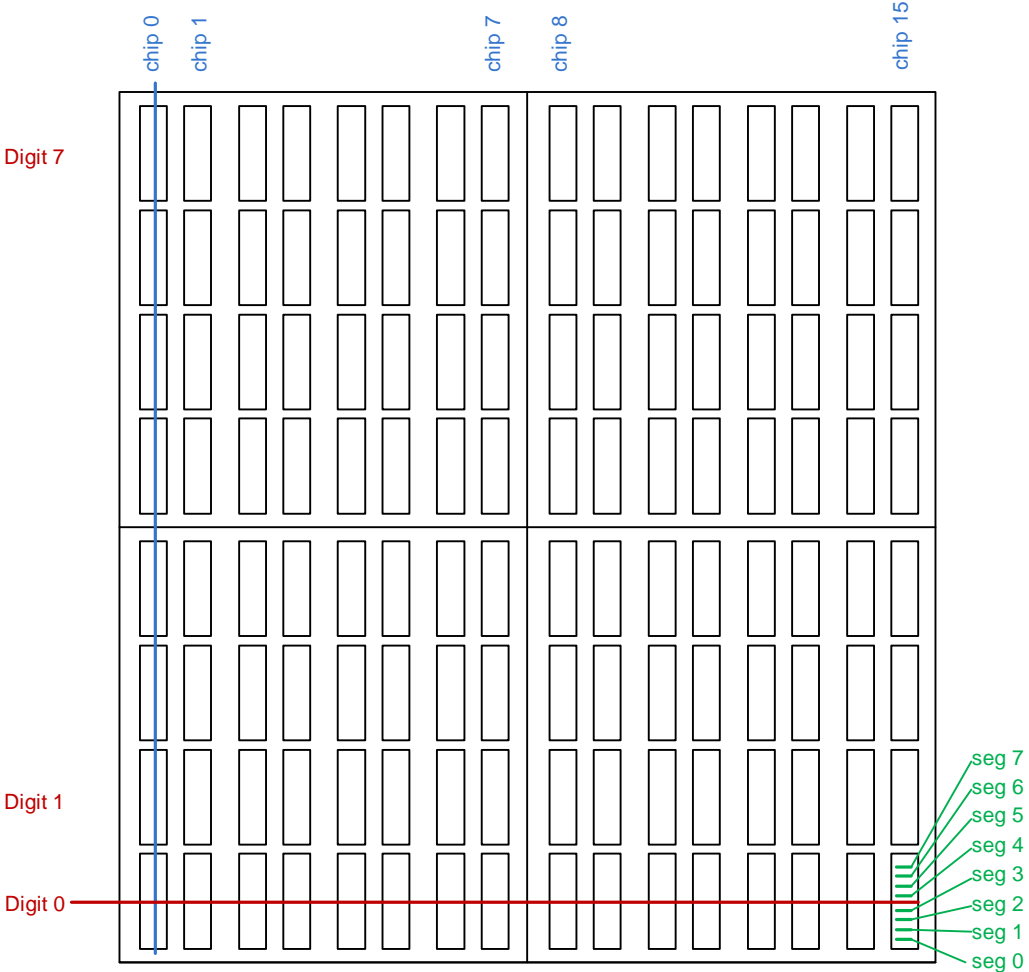 chip 0
chip 1
chip 7
chip 8
chip 15
Digit 7
Digit 1
Digit 0
seg 7
seg 6
seg 5
seg 4
seg 3
seg 2
seg 1
seg 0